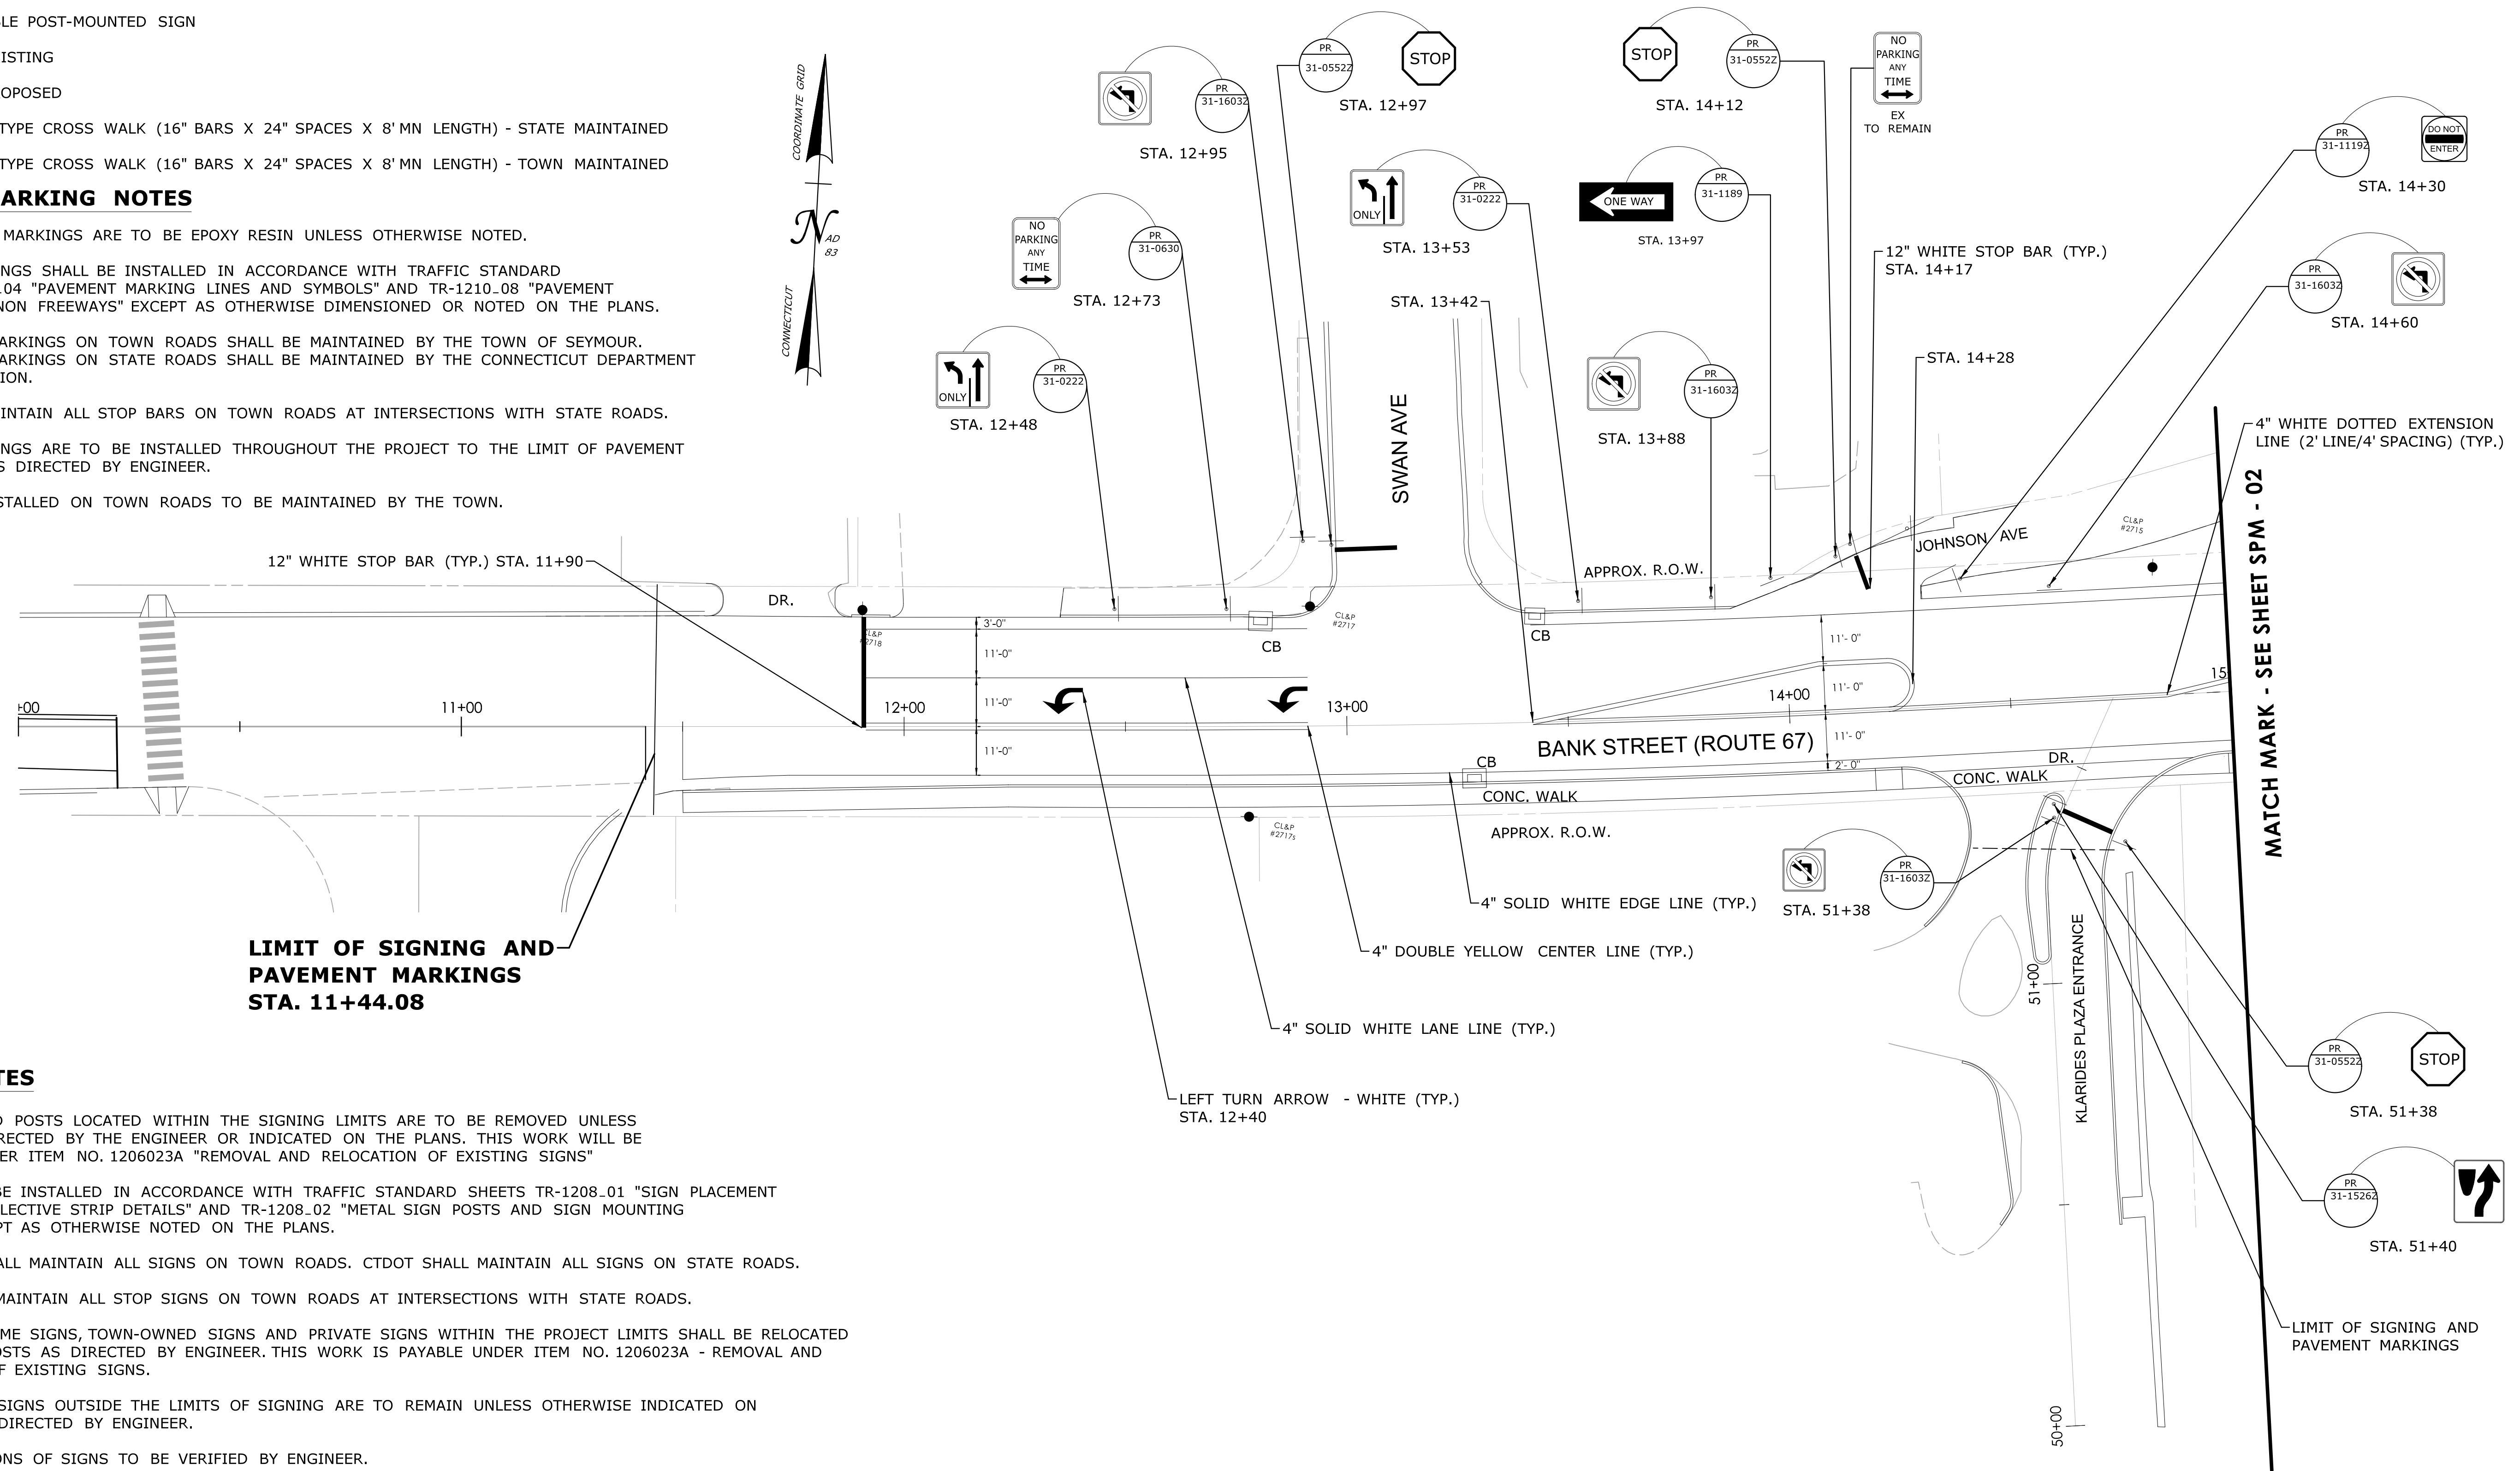 LE POST-MOUNTED SIGN
ISTING
OPOSED
TYPE CROSS WALK (16" BARS X 24" SPACES X 8' MN LENGTH) - STATE MAINTAINED
TYPE CROSS WALK (16" BARS X 24" SPACES X 8' MN LENGTH) - TOWN MAINTAINED
ARKING NOTES
MARKINGS ARE TO BE EPOXY RESIN UNLESS OTHERWISE NOTED.
NGS SHALL BE INSTALLED IN ACCORDANCE WITH TRAFFIC STANDARD
_04 "PAVEMENT MARKING LINES AND SYMBOLS" AND TR-1210_08 "PAVEMENT
NON FREEWAYS" EXCEPT AS OTHERWISE DIMENSIONED OR NOTED ON THE PLANS.
ARKINGS ON TOWN ROADS SHALL BE MAINTAINED BY THE TOWN OF SEYMOUR.
ARKINGS ON STATE ROADS SHALL BE MAINTAINED BY THE CONNECTICUT DEPARTMENT
ION.
INTAIN ALL STOP BARS ON TOWN ROADS AT INTERSECTIONS WITH STATE ROADS.
NGS ARE TO BE INSTALLED THROUGHOUT THE PROJECT TO THE LIMIT OF PAVEMENT
S DIRECTED BY ENGINEER.
STALLED ON TOWN ROADS TO BE MAINTAINED BY THE TOWN.
COORDINATE GRID
N
AD
83
CONNECTICUT
PR
31-1603Z
STA. 12+95
PR
31-0552Z
STOP
STA. 12+97
STOP
PR
31-0552Z
STA. 14+12
NO
PARKING
ANY
TIME
EX
TO REMAIN
PR
31-1119Z
DO NOT
ENTER
STA. 14+30
NO
PARKING
ANY
TIME
PR
31-0630
STA. 12+73
ONLY
PR
31-0222
STA. 13+53
ONE WAY
PR
31-1189
STA. 13+97
12" WHITE STOP BAR (TYP.)
STA. 14+17
PR
31-1603Z
STA. 14+60
STA. 13+42
ONLY
PR
31-0222
STA. 12+48
PR
31-1603Z
STA. 13+88
STA. 14+28
4" WHITE DOTTED EXTENSION
LINE (2' LINE/4' SPACING) (TYP.)
SWAN AVE
MATCH MARK - SEE SHEET SPM - 02
12" WHITE STOP BAR (TYP.) STA. 11+90
DR.
CL&P
#2718
CL&P
#2717
CL&P
#2715
APPROX. R.O.W.
JOHNSON AVE
3'-0"
11'-0"
11'-0"
11'-0"
CB
CB
CB
11'- 0"
11'- 0"
11'- 0"
2'- 0"
+00
11+00
12+00
13+00
14+00
15
BANK STREET (ROUTE 67)
DR.
CONC. WALK
CONC. WALK
CL&P
#2717s
APPROX. R.O.W.
PR
31-1603Z
STA. 51+38
4" SOLID WHITE EDGE LINE (TYP.)
4" DOUBLE YELLOW CENTER LINE (TYP.)
4" SOLID WHITE LANE LINE (TYP.)
LEFT TURN ARROW - WHITE (TYP.)
STA. 12+40
LIMIT OF SIGNING AND
PAVEMENT MARKINGS
STA. 11+44.08
51+00
KLARIDES PLAZA ENTRANCE
50+00
PR
31-0552Z
STOP
STA. 51+38
PR
31-1526Z
STA. 51+40
LIMIT OF SIGNING AND
PAVEMENT MARKINGS
TES
D POSTS LOCATED WITHIN THE SIGNING LIMITS ARE TO BE REMOVED UNLESS
RECTED BY THE ENGINEER OR INDICATED ON THE PLANS. THIS WORK WILL BE
ER ITEM NO. 1206023A "REMOVAL AND RELOCATION OF EXISTING SIGNS"
BE INSTALLED IN ACCORDANCE WITH TRAFFIC STANDARD SHEETS TR-1208_01 "SIGN PLACEMENT
LECTIVE STRIP DETAILS" AND TR-1208_02 "METAL SIGN POSTS AND SIGN MOUNTING
PT AS OTHERWISE NOTED ON THE PLANS.
ALL MAINTAIN ALL SIGNS ON TOWN ROADS. CTDOT SHALL MAINTAIN ALL SIGNS ON STATE ROADS.
MAINTAIN ALL STOP SIGNS ON TOWN ROADS AT INTERSECTIONS WITH STATE ROADS.
ME SIGNS, TOWN-OWNED SIGNS AND PRIVATE SIGNS WITHIN THE PROJECT LIMITS SHALL BE RELOCATED
OSTS AS DIRECTED BY ENGINEER. THIS WORK IS PAYABLE UNDER ITEM NO. 1206023A - REMOVAL AND
F EXISTING SIGNS.
SIGNS OUTSIDE THE LIMITS OF SIGNING ARE TO REMAIN UNLESS OTHERWISE INDICATED ON
DIRECTED BY ENGINEER.
ONS OF SIGNS TO BE VERIFIED BY ENGINEER.